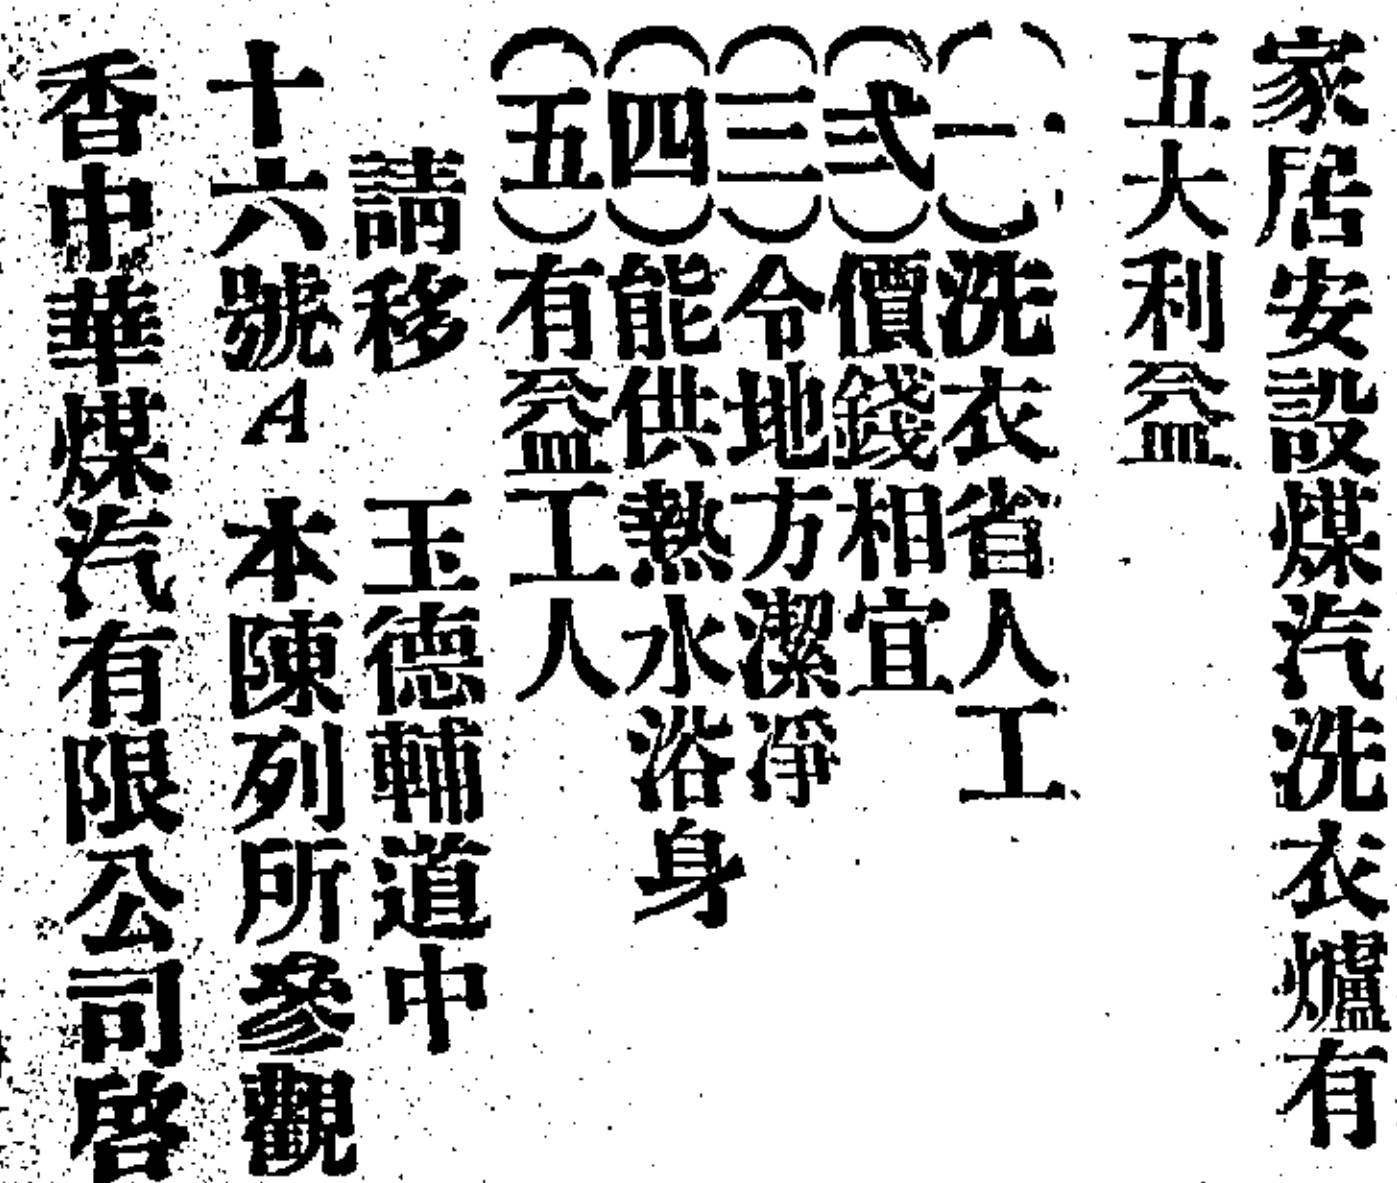 家居安設煤汽洗衣爐有
五大利益
(一)洗衣省人工
(弍)價錢相宜
(三)令地方潔淨
(四)能供熱水浴身
(五)有益工人
請移 玉德輔道中
十六號A 本陳列所參觀
香中華煤汽有限公司啓